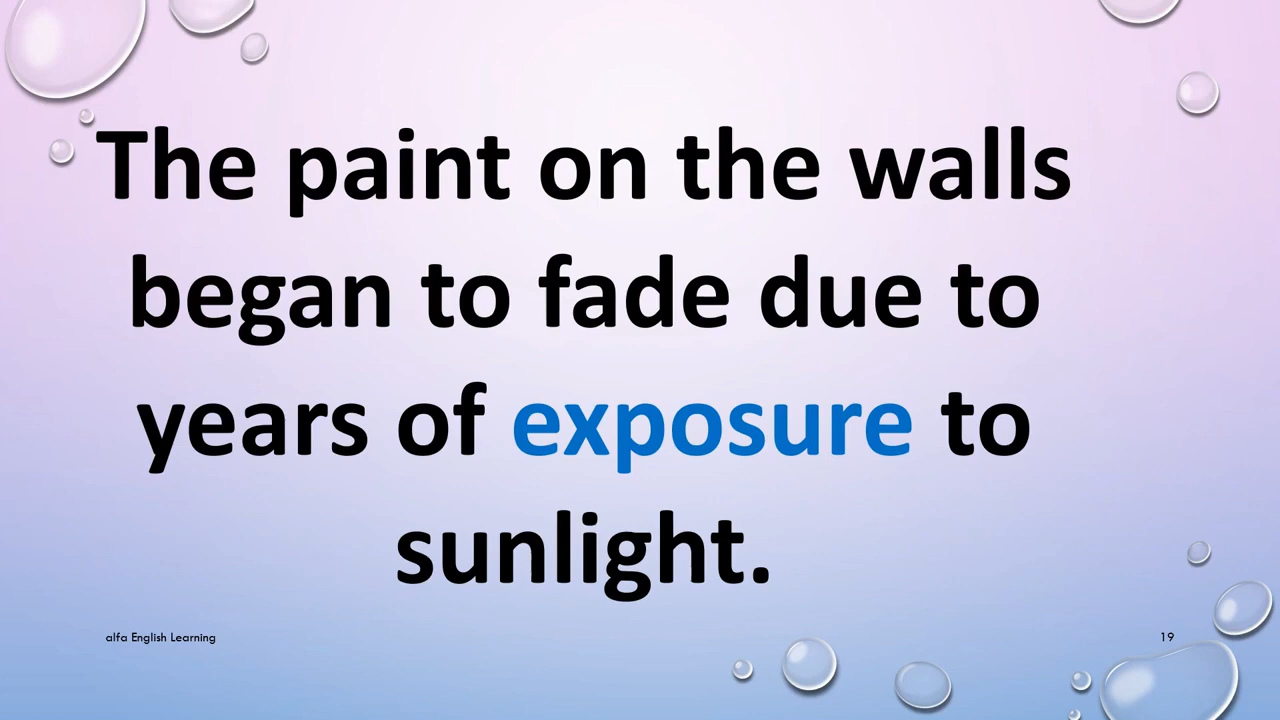 The paint on the walls
began to fade due to
years of exposure to
sunlight.
alfa English Learning
19